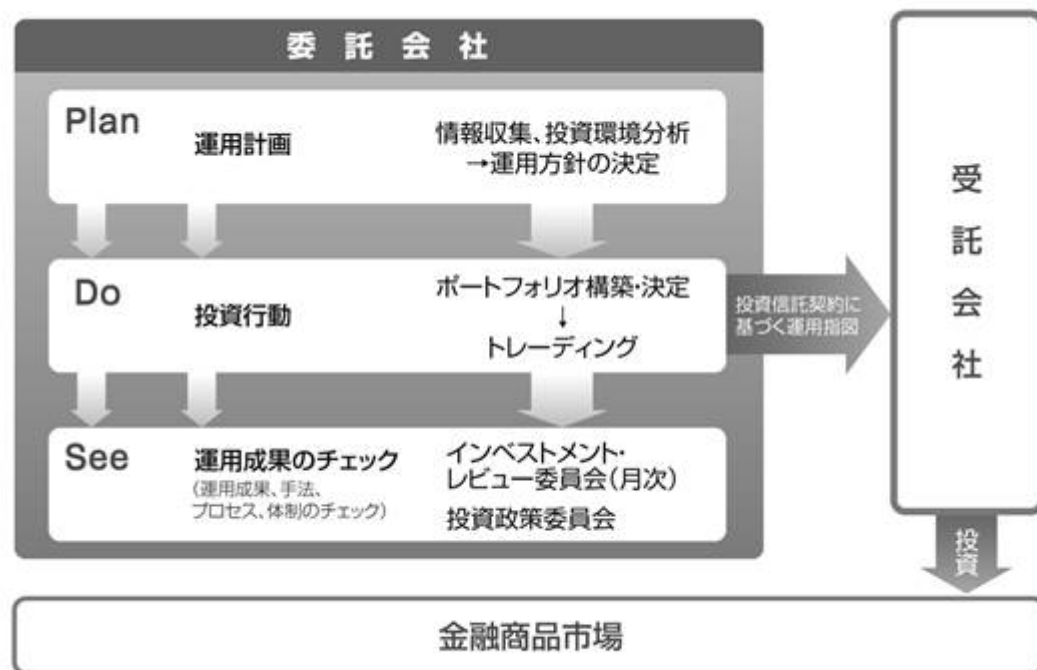 委託会社
Plan
運用計画
情報収集、投資環境分析
→運用方針の決定
Do
投資行動
ポートフォリオ構築・決定
↓
トレーディング
投資信託契約に
基づく運用指図
See
運用成果のチェック
(運用成果、手法、
プロセス、体制のチェック)
インベストメント・
レビュー委員会(月次)
投資政策委員会
受託会社
投資
金融商品市場